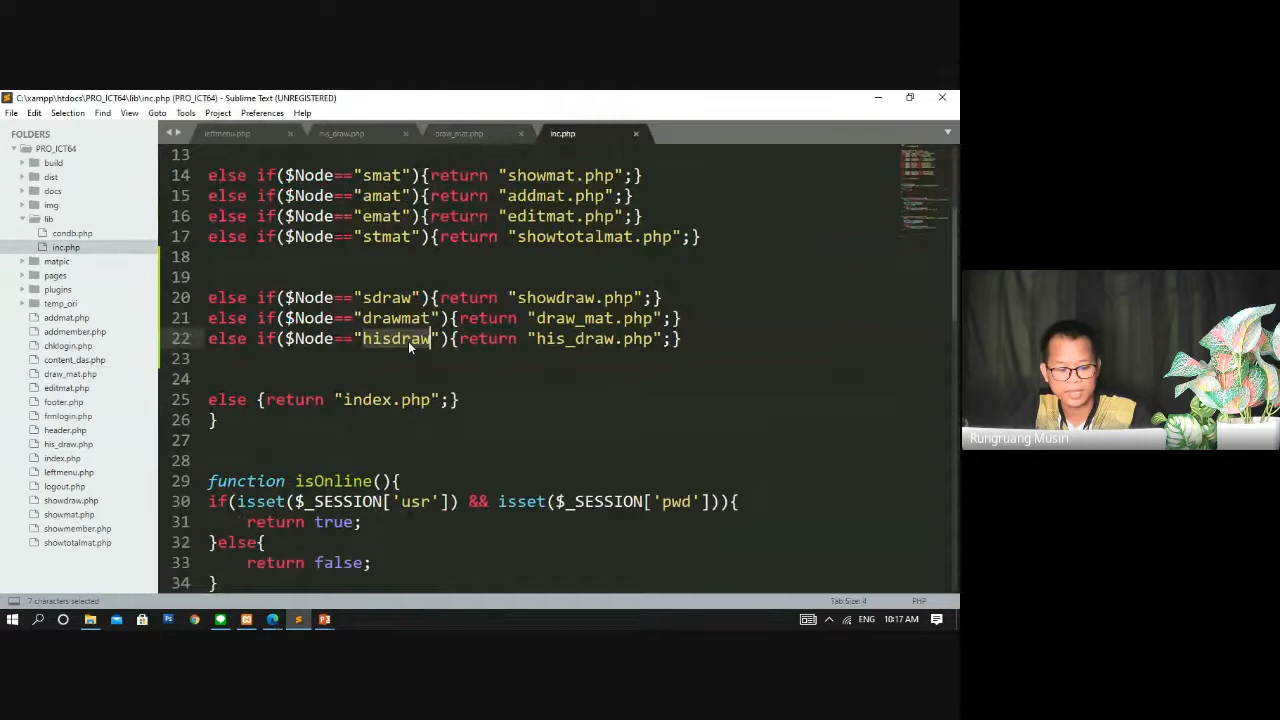 C:\xampp\htdocs\PRO_ICT64\lib\inc.php (PRO_ICT64) - Sublime Text (UNREGISTERED)
File Edit Selection Find View Goto Tools Project Preferences Help
FOLDERS
PRO_ICT64
build
dist
docs
img
lib
condb.php
inc.php
matpic
pages
plugins
temp_ori
addmat.php
addmember.php
chklogin.php
content_das.php
draw_mat.php
editmat.php
footer.php
frmlogin.php
header.php
his_draw.php
index.php
leftmenu.php
logout.php
showdraw.php
showmat.php
showmember.php
showtotalmat.php
leftmenu.php his_draw.php draw_mat.php inc.php
13
14 else if($Node=="smat"){return "showmat.php";}
15 else if($Node=="amat"){return "addmat.php";}
16 else if($Node=="emat"){return "editmat.php";}
17 else if($Node=="stmat"){return "showtotalmat.php";}
18
19
20 else if($Node=="sdraw"){return "showdraw.php";}
21 else if($Node=="drawmat"){return "draw_mat.php";}
22 else if($Node=="hisdraw"){return "his_draw.php";}
23
24
25 else {return "index.php";}
26 }
27
28
29 function isOnline(){
30 if(isset($_SESSION['usr']) && isset($_SESSION['pwd'])){
31 return true;
32 }else{
33 return false;
34 }
7 characters selected
Tab Size: 4 PHP
ENG 10:17 AM
Rungruang Musiri